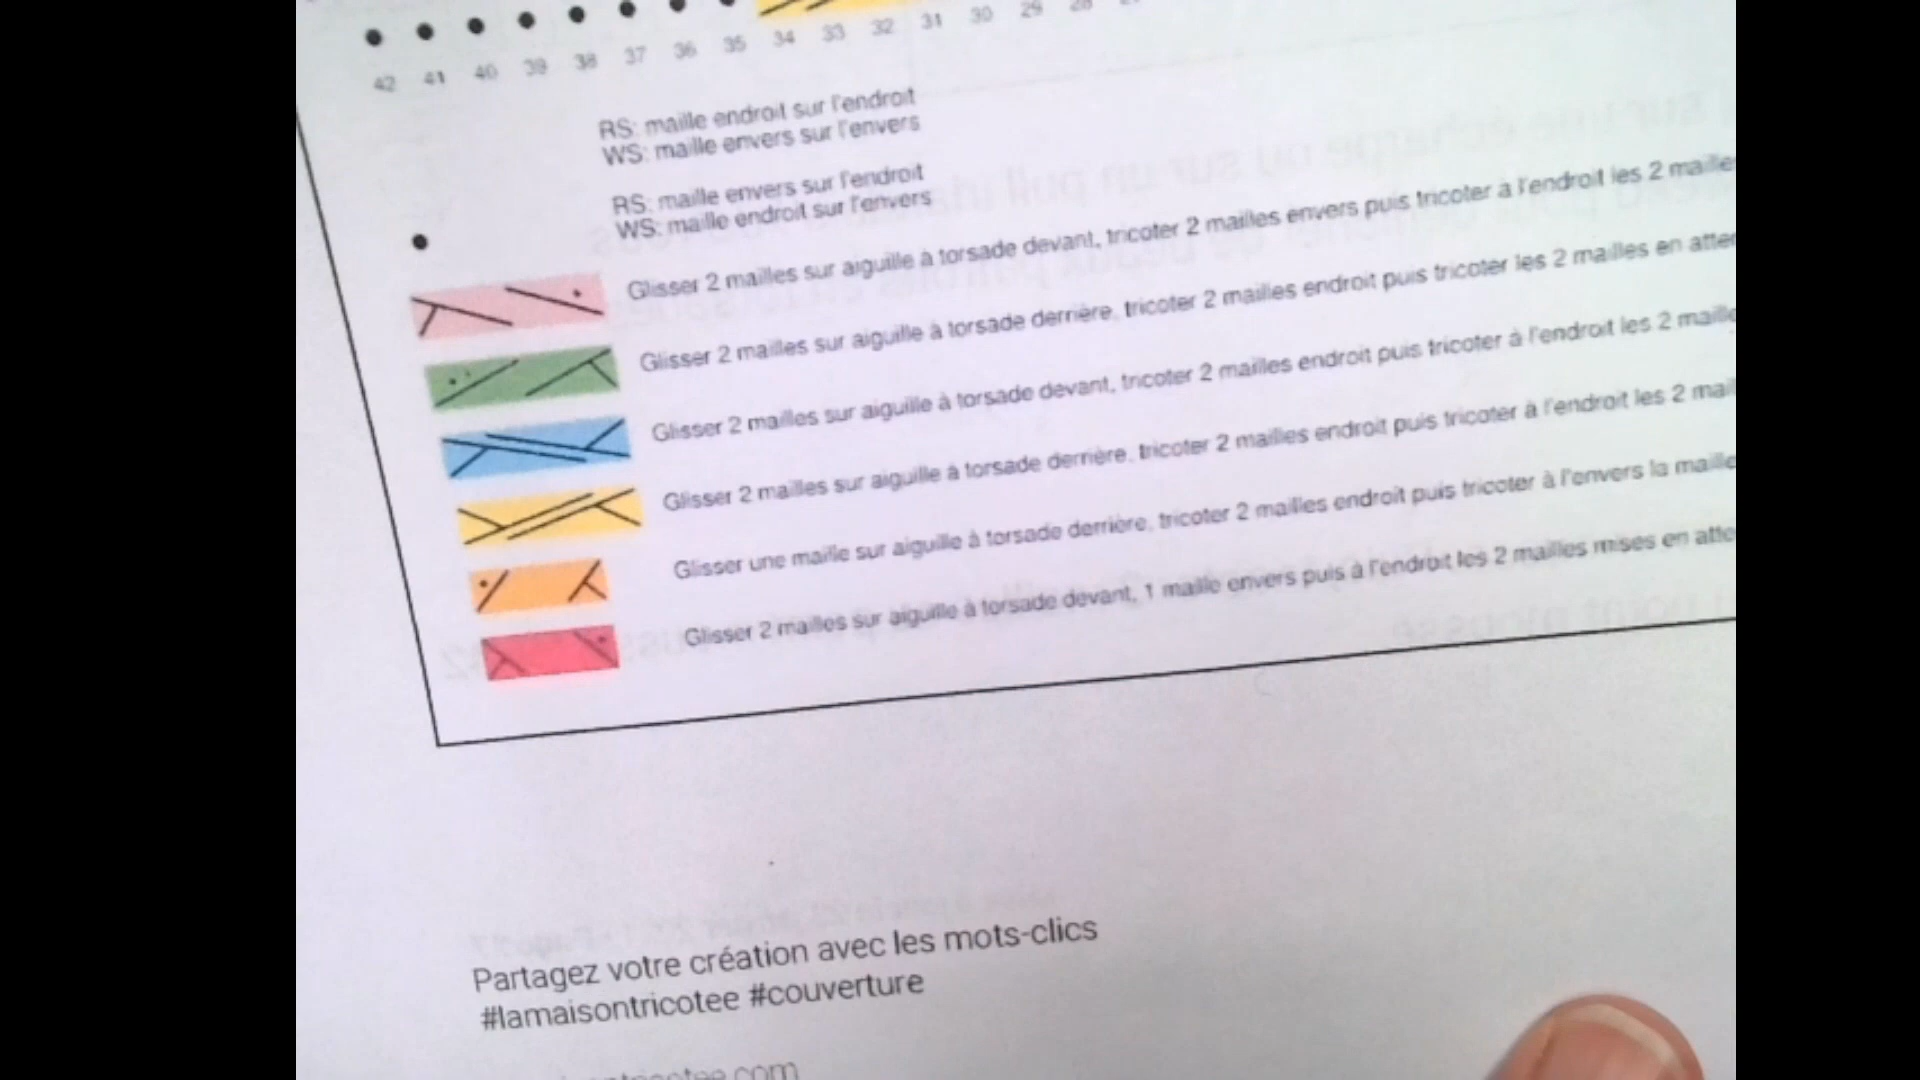 42 41 40 39 38 37 36 35 34 33 32 31 30 29 28
RS: maille endroit sur l'endroit
WS: maille envers sur l'envers
RS: maille envers sur l'endroit
WS: maille endroit sur l'envers
Glisser 2 mailles sur aiguille à torsade devant, tricoter 2 mailles envers puis tricoter à l'endroit les 2 mailles
Glisser 2 mailles sur aiguille à torsade derrière, tricoter 2 mailles endroit puis tricoter les 2 mailles en atten
Glisser 2 mailles sur aiguille à torsade devant, tricoter 2 mailles endroit puis tricoter à l'endroit les 2 maille
Glisser 2 mailles sur aiguille à torsade derrière, tricoter 2 mailles endroit puis tricoter à l'endroit les 2 mail
Glisser une maille sur aiguille à torsade derrière, tricoter 2 mailles endroit puis tricoter à l'envers la maille
Glisser 2 mailles sur aiguille à torsade devant, 1 maille envers puis à l'endroit les 2 mailles mises en atte
Partagez votre création avec les mots-clics
#lamaisontricotee #couverture